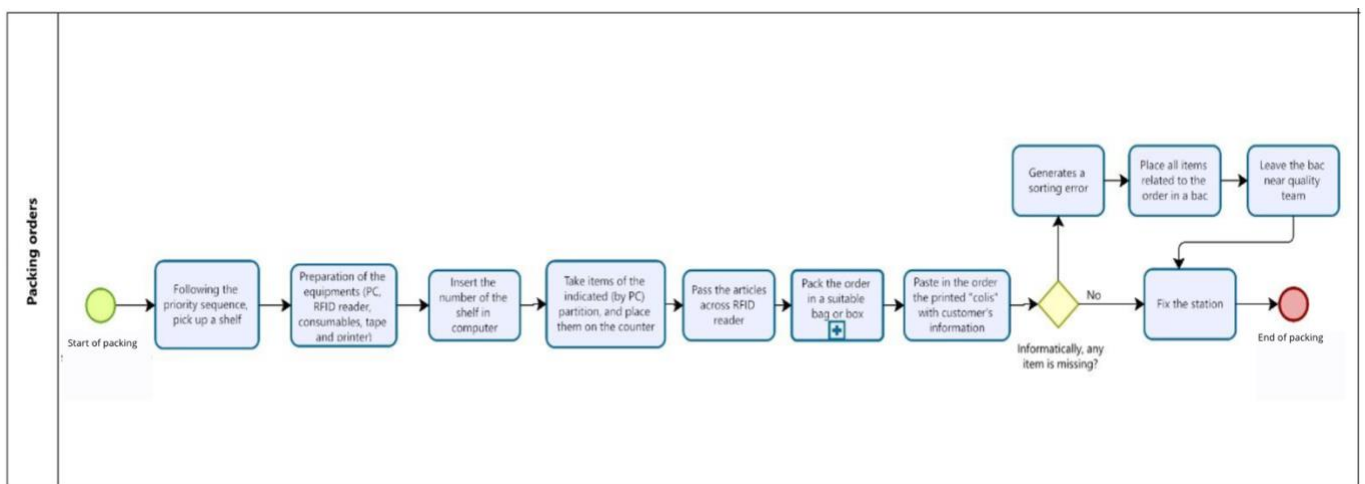 Packing orders
Start of packing
Following the
priority sequence,
pick up a shelf
Preparation of the
equipments (PC,
RFID reader,
consumables, tape
and printer)
Insert the
number of the
shelf in
computer
Take items of the
indicated (by PC)
partition, and place
them on the counter
Pass the articles
across RFID
reader
Pack the order
in a suitable
bag or box
Paste in the order
the printed "colis"
with customer's
information
Informatically, any
item is missing?
Generates a
sorting error
Place all items
related to the
order in a bac
Leave the bac
near quality
team
No
Fix the station
End of packing